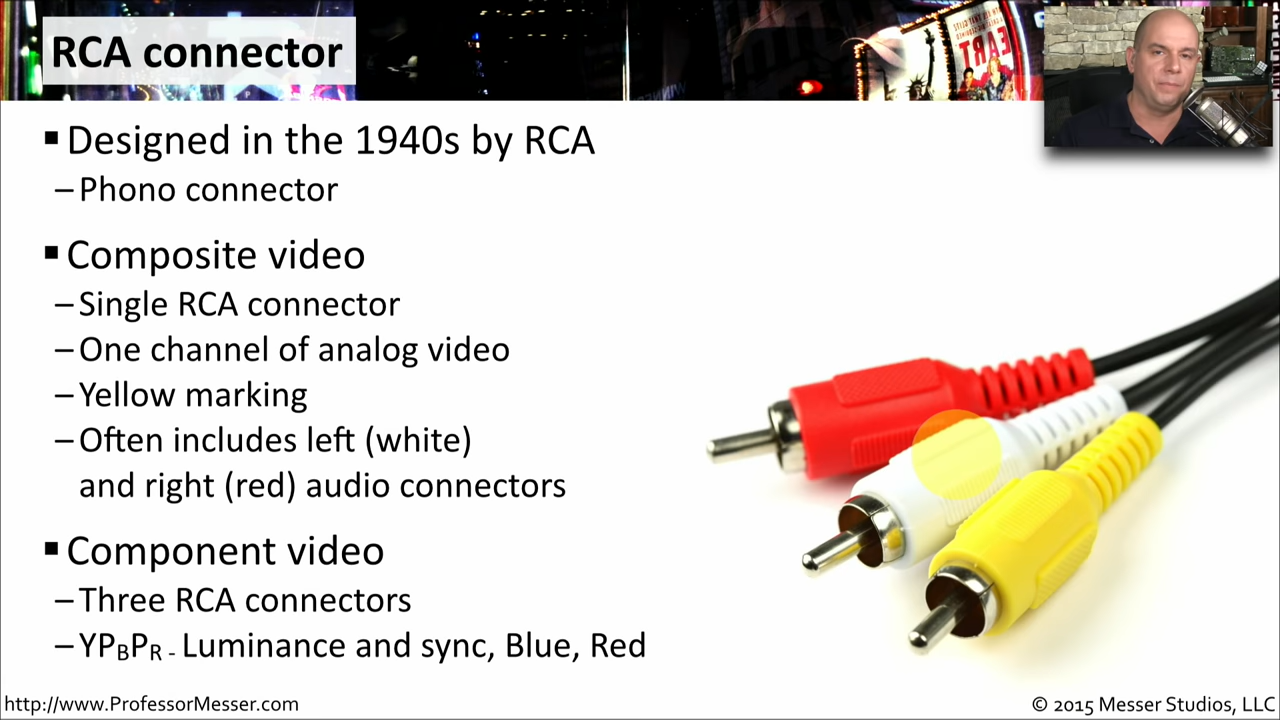 RCA connector
EART
▪ Designed in the 1940s by RCA
– Phono connector
▪ Composite video
– Single RCA connector
– One channel of analog video
– Yellow marking
– Often includes left (white)
and right (red) audio connectors
▪ Component video
– Three RCA connectors
– YPBPR - Luminance and sync, Blue, Red
http://www.ProfessorMesser.com
© 2015 Messer Studios, LLC